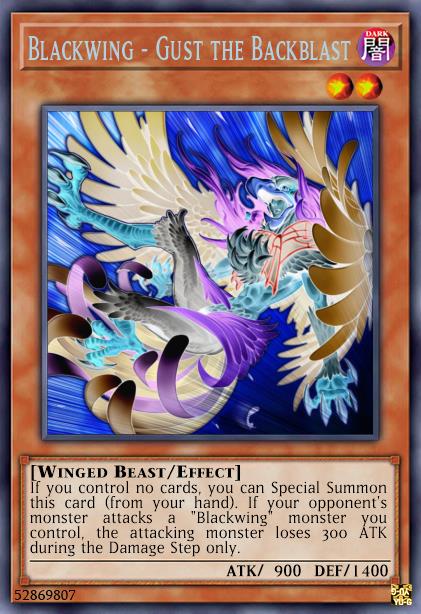 Blackwing - Gust the Backblast
DARK
闇
[Winged Beast/Effect]
If you control no cards, you can Special Summon
this card (from your hand). If your opponent's
monster attacks a "Blackwing" monster you
control, the attacking monster loses 300 ATK
during the Damage Step only.
ATK/ 900 DEF/1400
52869807